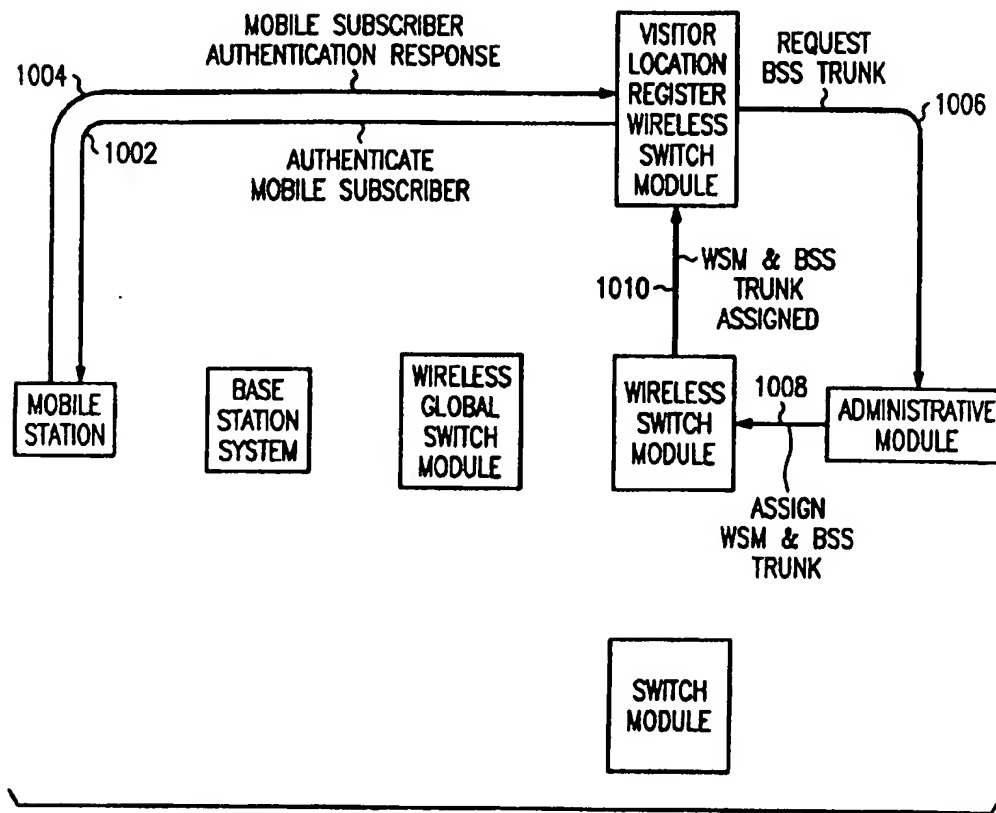 MOBILE SUBSCRIBER
AUTHENTICATION RESPONSE
1004
1002
AUTHENTICATE
MOBILE SUBSCRIBER
VISITOR
LOCATION
REGISTER
WIRELESS
SWITCH
MODULE
REQUEST
BSS TRUNK
1006
1010
WSM & BSS
TRUNK
ASSIGNED
MOBILE
STATION
BASE
STATION
SYSTEM
WIRELESS
GLOBAL
SWITCH
MODULE
WIRELESS
SWITCH
MODULE
1008
ADMINISTRATIVE
MODULE
ASSIGN
WSM & BSS
TRUNK
SWITCH
MODULE